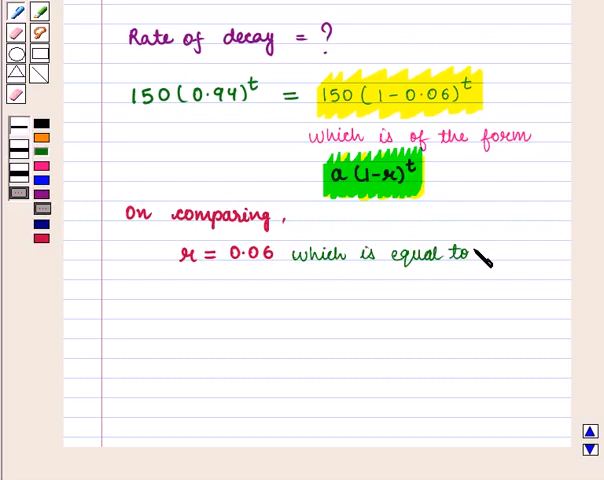 Rate of decay = ?
150(0.94)^t = 150(1-0.06)^t
which is of the form
a(1-r)^t
On comparing,
r = 0.06 which is equal to